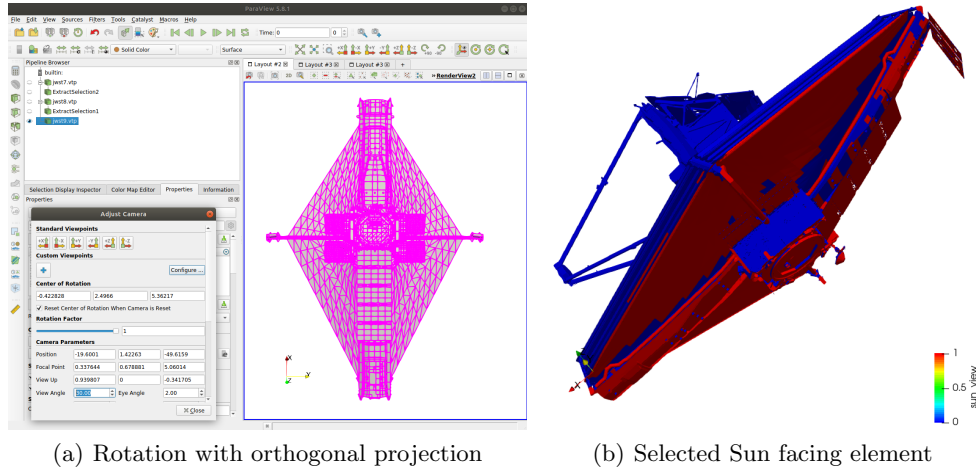 ParaView 5.8.1
File Edit View Sources Filters Tools Catalyst Macros Help
Time: 0 0
Solid Color Surface
Pipeline Browser
builtin:
jwst7.vtp
ExtractSelection2
jwst8.vtp
ExtractSelection1
jwst9.vtp
Layout #2 Layout #3 Layout #3 +
3D RenderView2
Selection Display Inspector Color Map Editor Properties Information
Properties
Adjust Camera
Standard Viewpoints
+X -X +Y -Y +Z -Z
Custom Viewpoints
+ Configure ...
Center of Rotation
-0.422828 2.4966 5.36217
Reset Center of Rotation When Camera is Reset
Rotation Factor
1
Camera Parameters
Position -19.6001 1.42263 -49.6159
Focal Point 0.337644 0.678881 5.06014
View Up 0.939807 0 -0.341705
View Angle 30.00 Eye Angle 2.00
Close
X
Y
Z
X
1
0.5
0
sun_view
(a) Rotation with orthogonal projection
(b) Selected Sun facing element